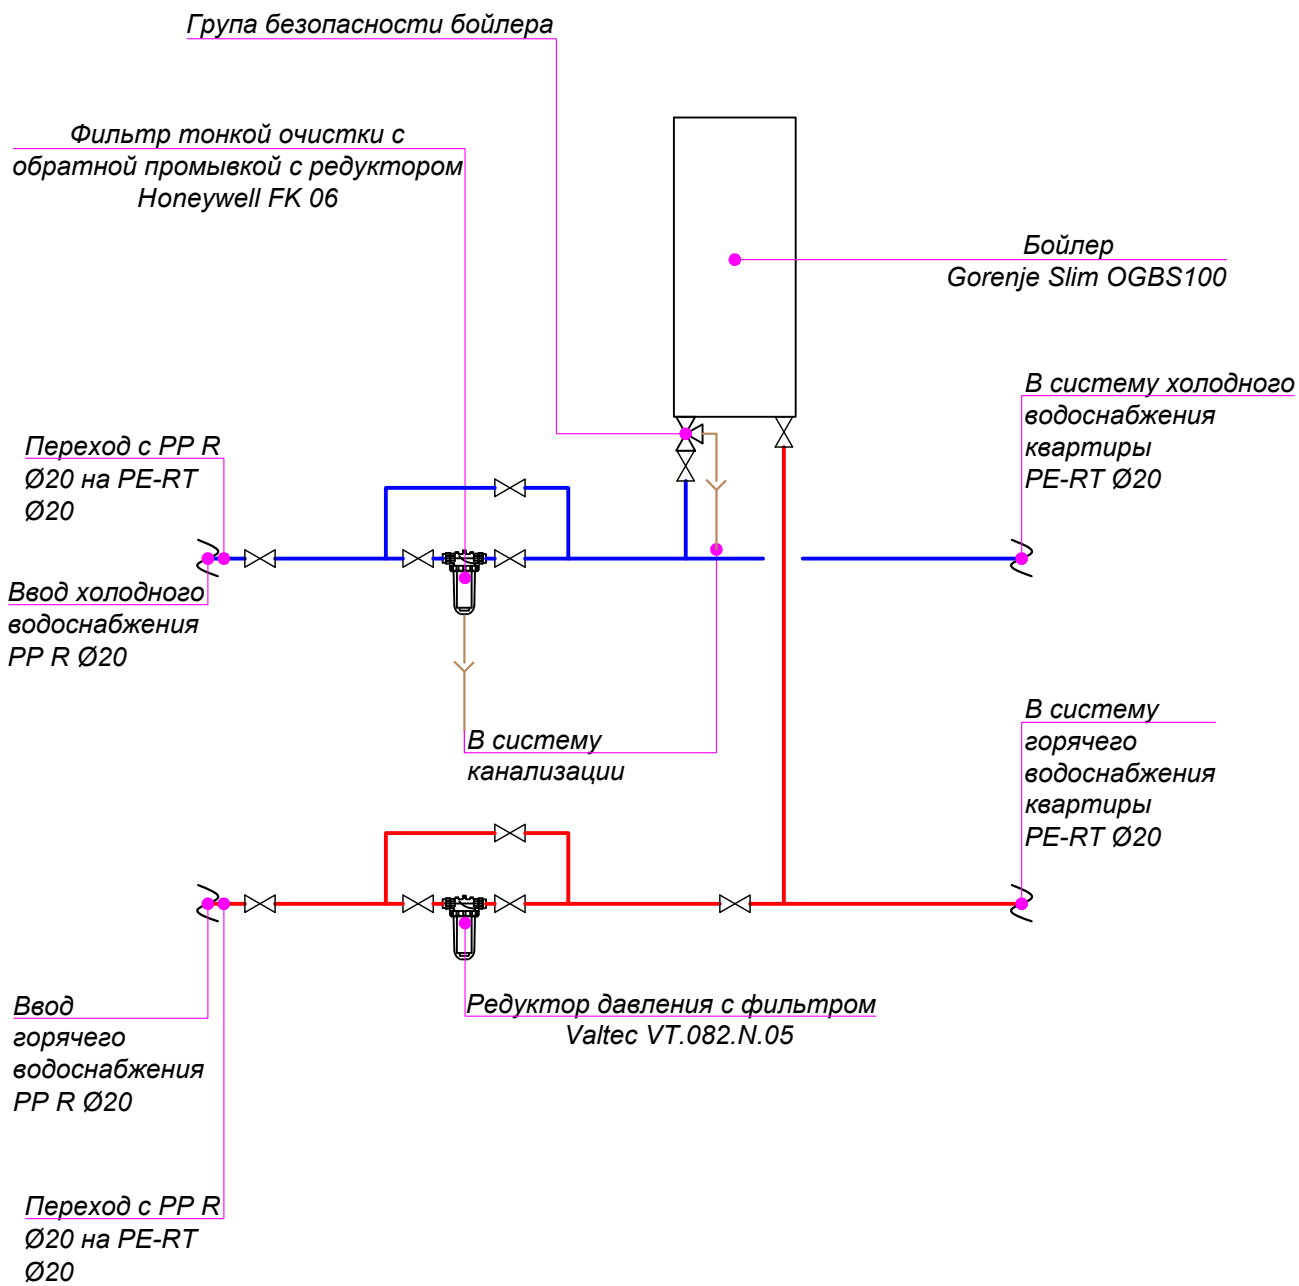 Група безопасности бойлера
Фильтр тонкой очистки с
обратной промывкой с редуктором
Honeywell FK 06
Бойлер
Gorenje Slim OGBS100
В систему холодного
водоснабжения
квартиры
PE-RT Ø20
Переход с PP R
Ø20 на PE-RT
Ø20
Ввод холодного
водоснабжения
PP R Ø20
В систему
канализации
В систему
горячего
водоснабжения
квартиры
PE-RT Ø20
Ввод
горячего
водоснабжения
PP R Ø20
Редуктор давления с фильтром
Valtec VT.082.N.05
Переход с PP R
Ø20 на PE-RT
Ø20